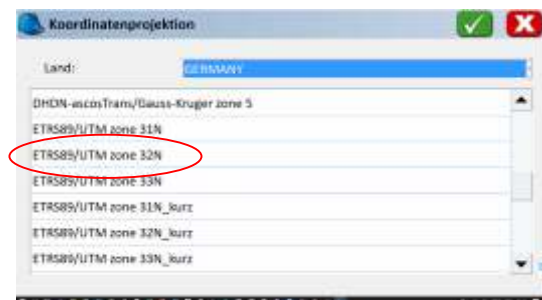 Koordinatenprojektion
Land: GERMANY
DHDN-ascosTrans/Gauss-Kruger zone 5
ETRS89/UTM zone 31N
ETRS89/UTM zone 32N
ETRS89/UTM zone 33N
ETRS89/UTM zone 31N_kurz
ETRS89/UTM zone 32N_kurz
ETRS89/UTM zone 33N_kurz